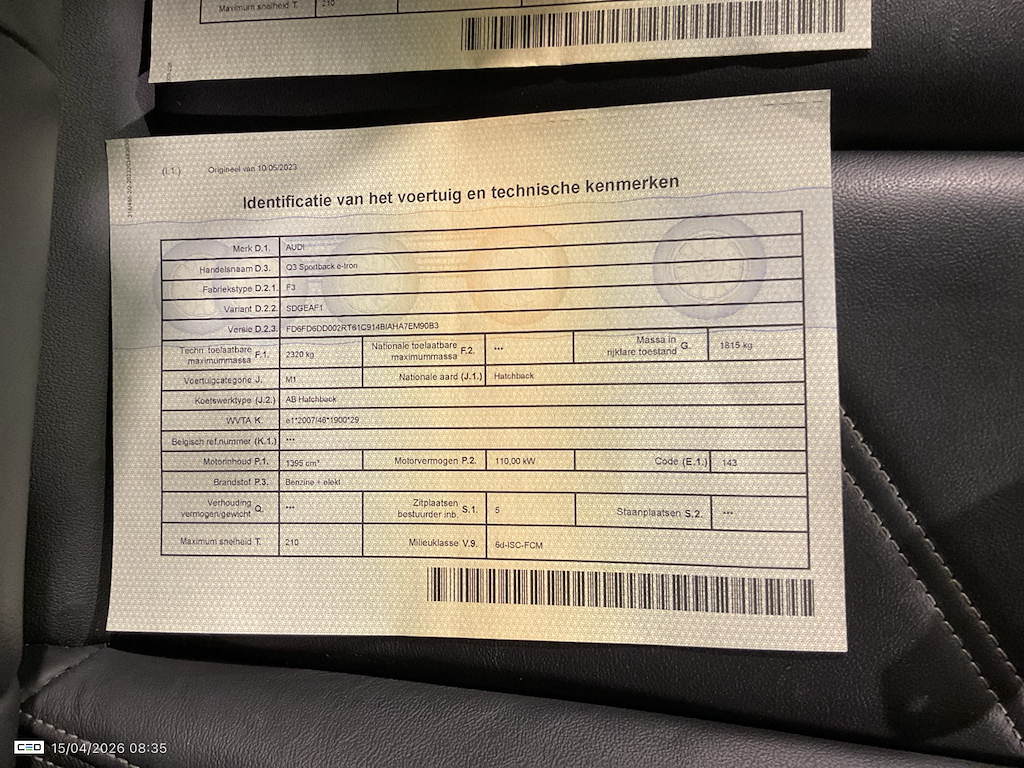 Maximum snelheid T. 210
(I.1.) Origineel van 10/05/2023
Identificatie van het voertuig en technische kenmerken
Merk D.1. AUDI
Handelsnaam D.3. Q3 Sportback e-tron
Fabriekstype D.2.1. F3
Variant D.2.2. SDGEAF1
Versie D.2.3. FD6FD6DD002RT61C914BIAHA7EM90B3
Techn. toelaatbare maximummassa F.1. 2320 kg Nationale toelaatbare maximummassa F.2. *** Massa in rijklare toestand G. 1815 kg
Voertuigcategorie J. M1 Nationale aard (J.1.) Hatchback
Koetswerktype (J.2.) AB Hatchback
WVTA K. e1*2007/46*1900*29
Belgisch ref.nummer (K.1.) ***
Motorinhoud P.1. 1395 cm³ Motorvermogen P.2. 110,00 kW Code (E.1.) 143
Brandstof P.3. Benzine + elekt
Verhouding vermogen/gewicht Q. *** Zitplaatsen bestuurder inb. S.1. 5 Staanplaatsen S.2. ***
Maximum snelheid T. 210 Milieuklasse V.9. 6d-ISC-FCM
CEO 15/04/2026 08:35